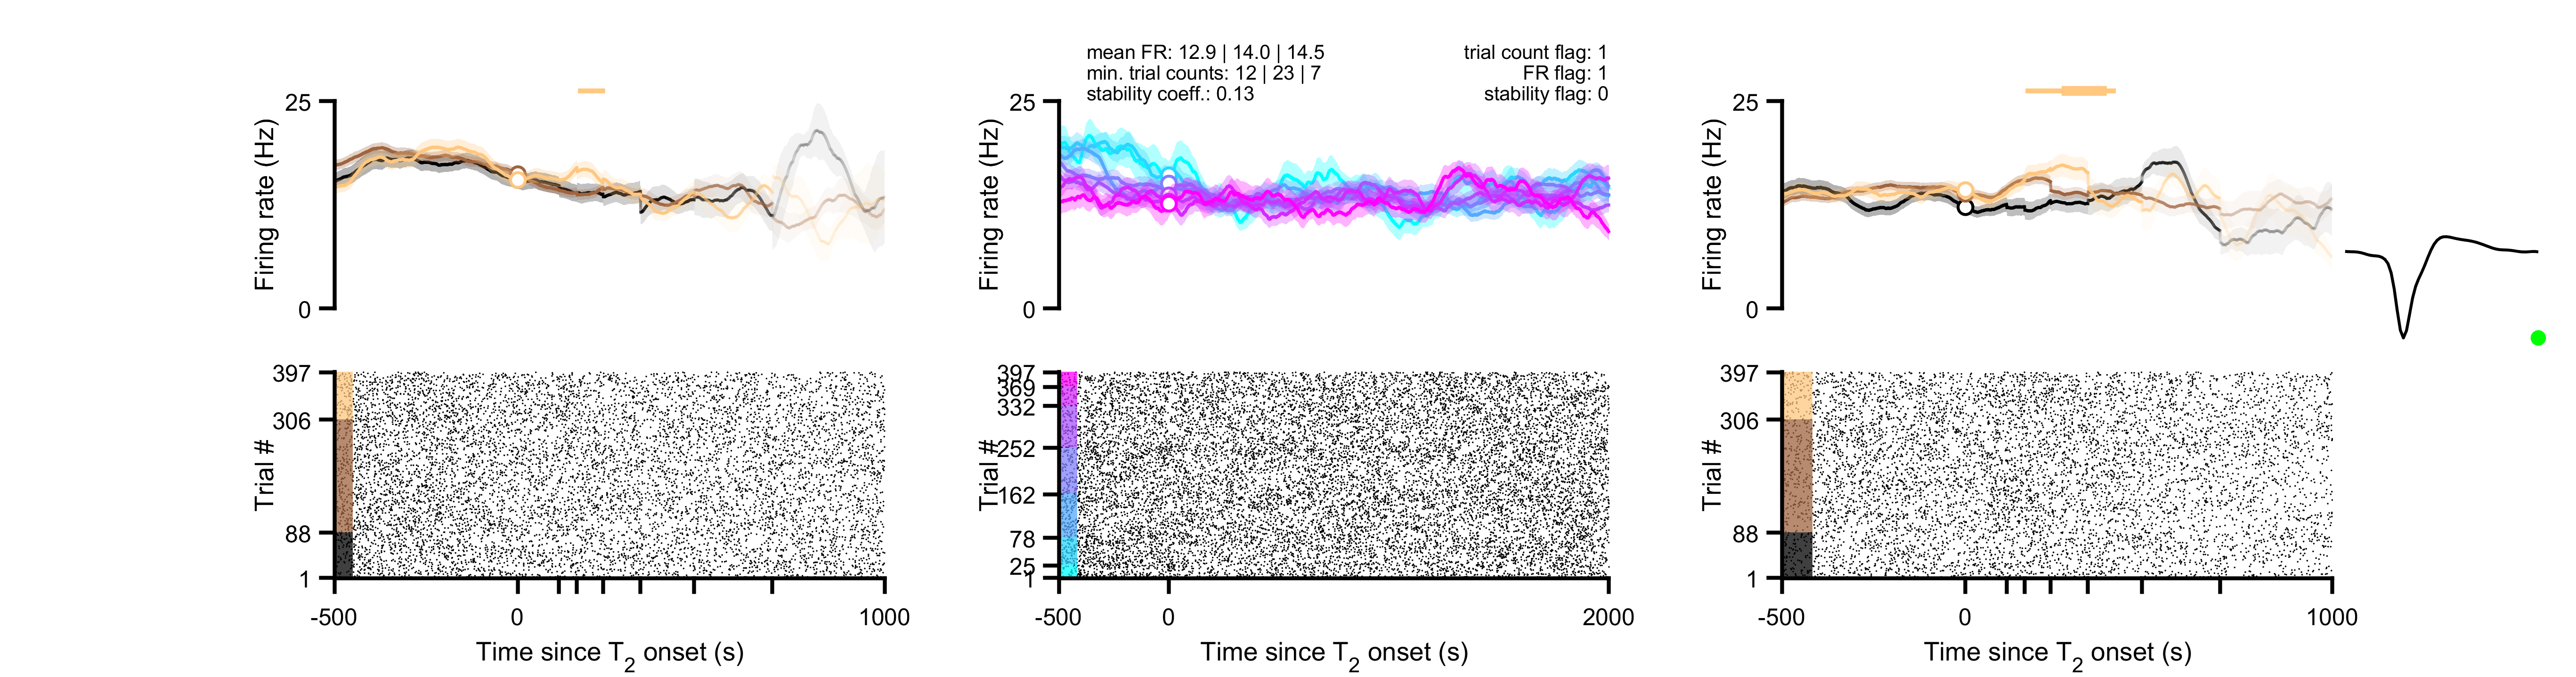 mean FR: 12.9 | 14.0 | 14.5
min. trial counts: 12 | 23 | 7
stability coeff.: 0.13
trial count flag: 1
FR flag: 1
stability flag: 0
25
Firing rate (Hz)
0
25
Firing rate (Hz)
0
25
Firing rate (Hz)
0
397
306
Trial #
88
1
-500
0
1000
Time since T2 onset (s)
397
369
332
252
Trial #
162
78
25
1
-500
0
2000
Time since T2 onset (s)
397
306
Trial #
88
1
-500
0
1000
Time since T2 onset (s)